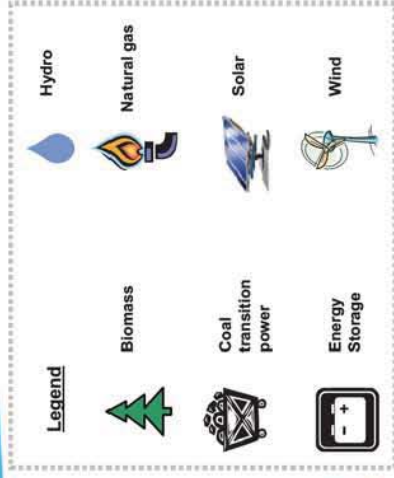 Legend
Biomass
Coal
transition
power
Energy
Storage
Hydro
Natural gas
Solar
Wind